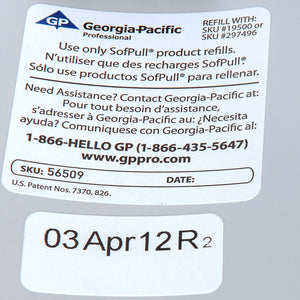 GP
Georgia-Pacific
Professional
REFILL WITH:
SKU #19500 or
SKU #297496
Use only SofPull® product refills.
N'utiliser que des recharges SofPull®
Sólo use productos SofPull® para rellenar.
Need Assistance? Contact Georgia-Pacific at:
Pour tout besoin d'assistance,
s'adresser à Georgia-Pacific au: ¿Necesita
ayuda? Comuniquese con Georgia-Pacific al:
1-866-HELLO GP (1-866-435-5647)
www.gppro.com
SKU: 56509 DATE:
U.S. Patent Nos. 7370, 826.
03Apr12R2